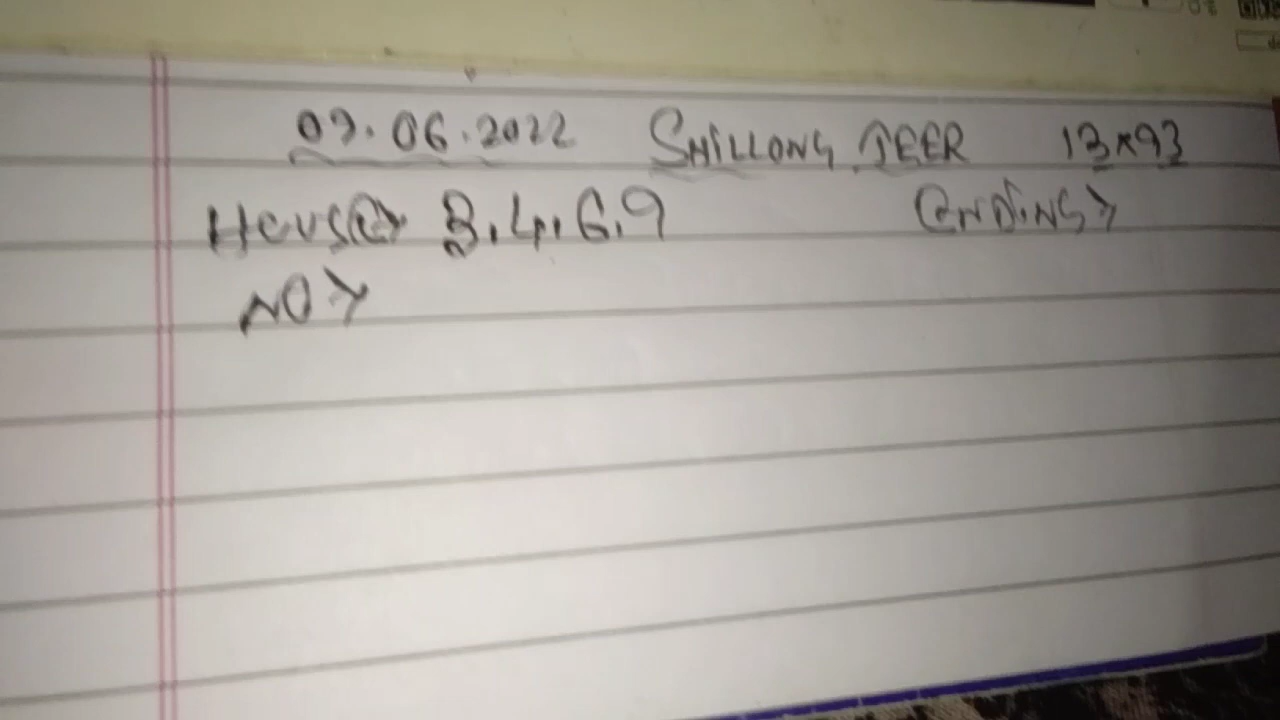 07.06.2022 SHILLONG TEER 13×93
HOUSE> 3.4.6.9 ENDING>
NO>